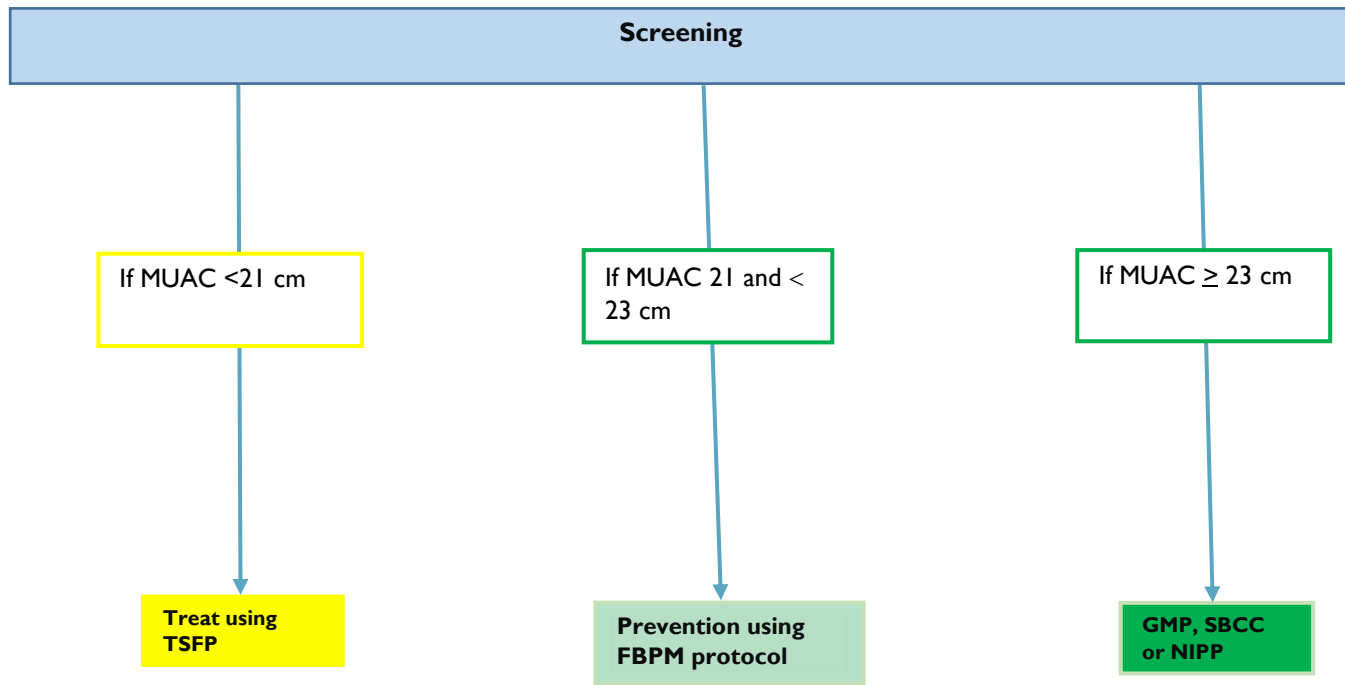 Screening
If MUAC <21 cm
If MUAC 21 and <
23 cm
If MUAC ≥ 23 cm
Treat using
TSFP
Prevention using
FBPM protocol
GMP, SBCC
or NIPP